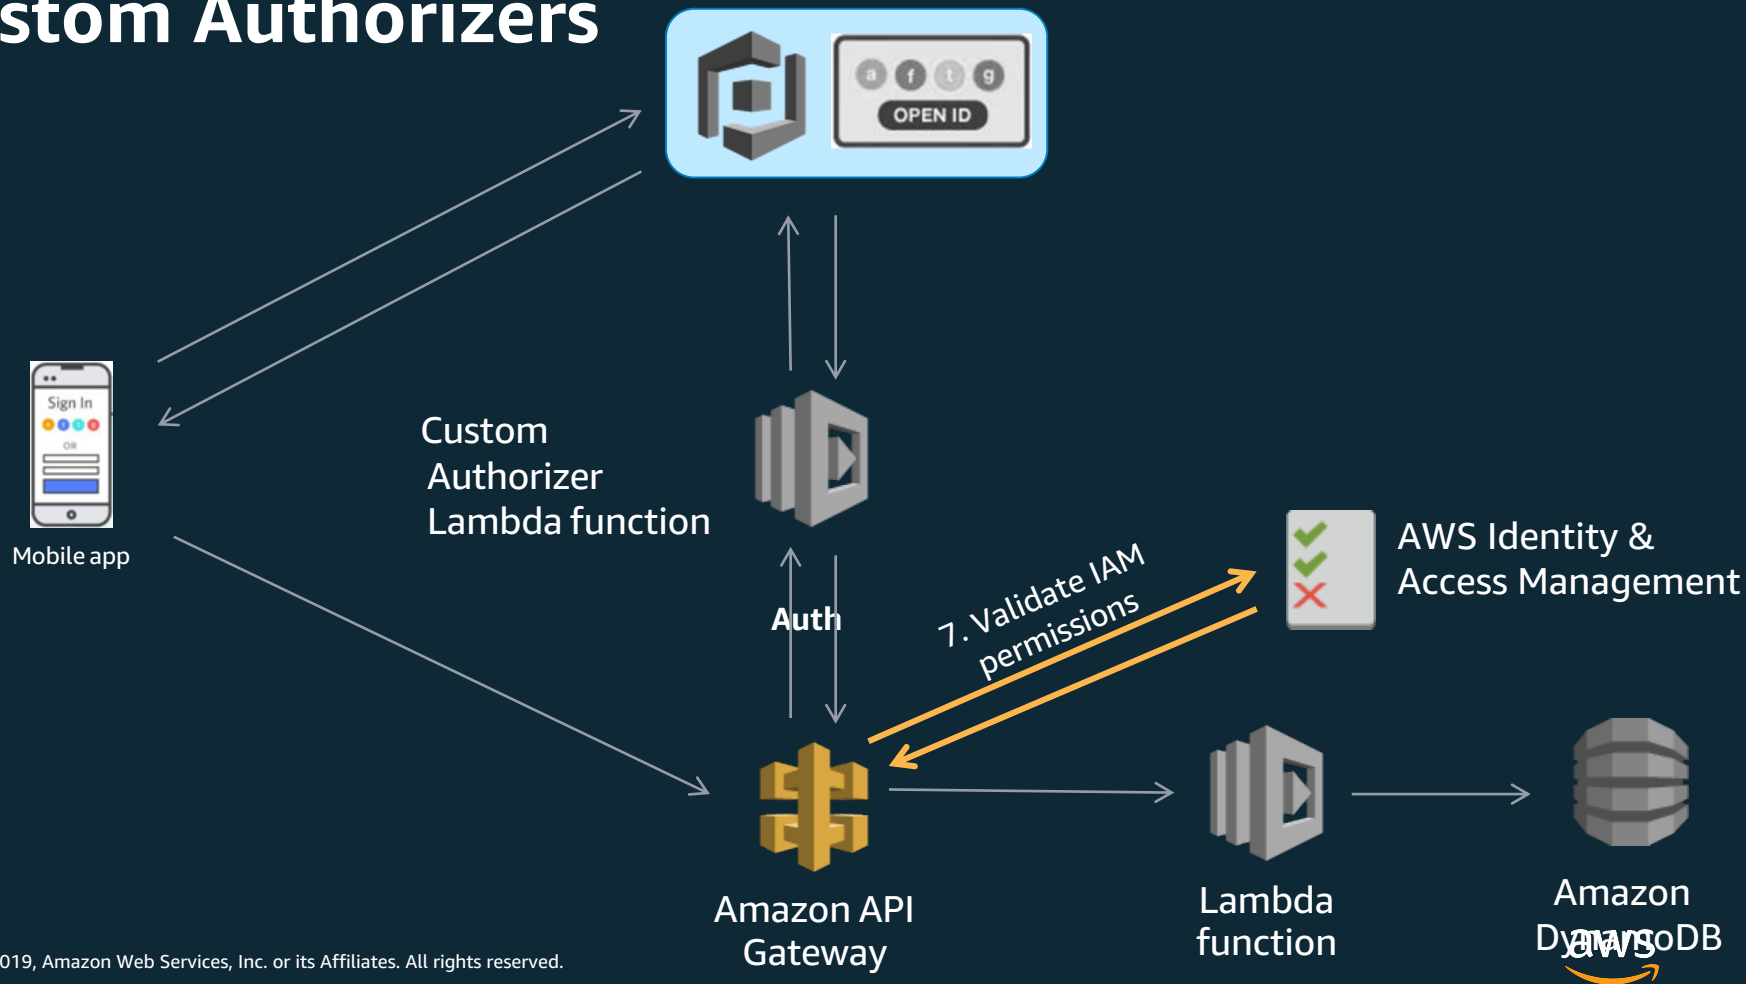 stom Authorizers
a f t g
OPEN ID
Sign In
OR
Mobile app
Custom
Authorizer
Lambda function
Auth
7. Validate IAM
permissions
AWS Identity &
Access Management
Amazon API
Gateway
Lambda
function
Amazon
DynamoDB
aws
019, Amazon Web Services, Inc. or its Affiliates. All rights reserved.